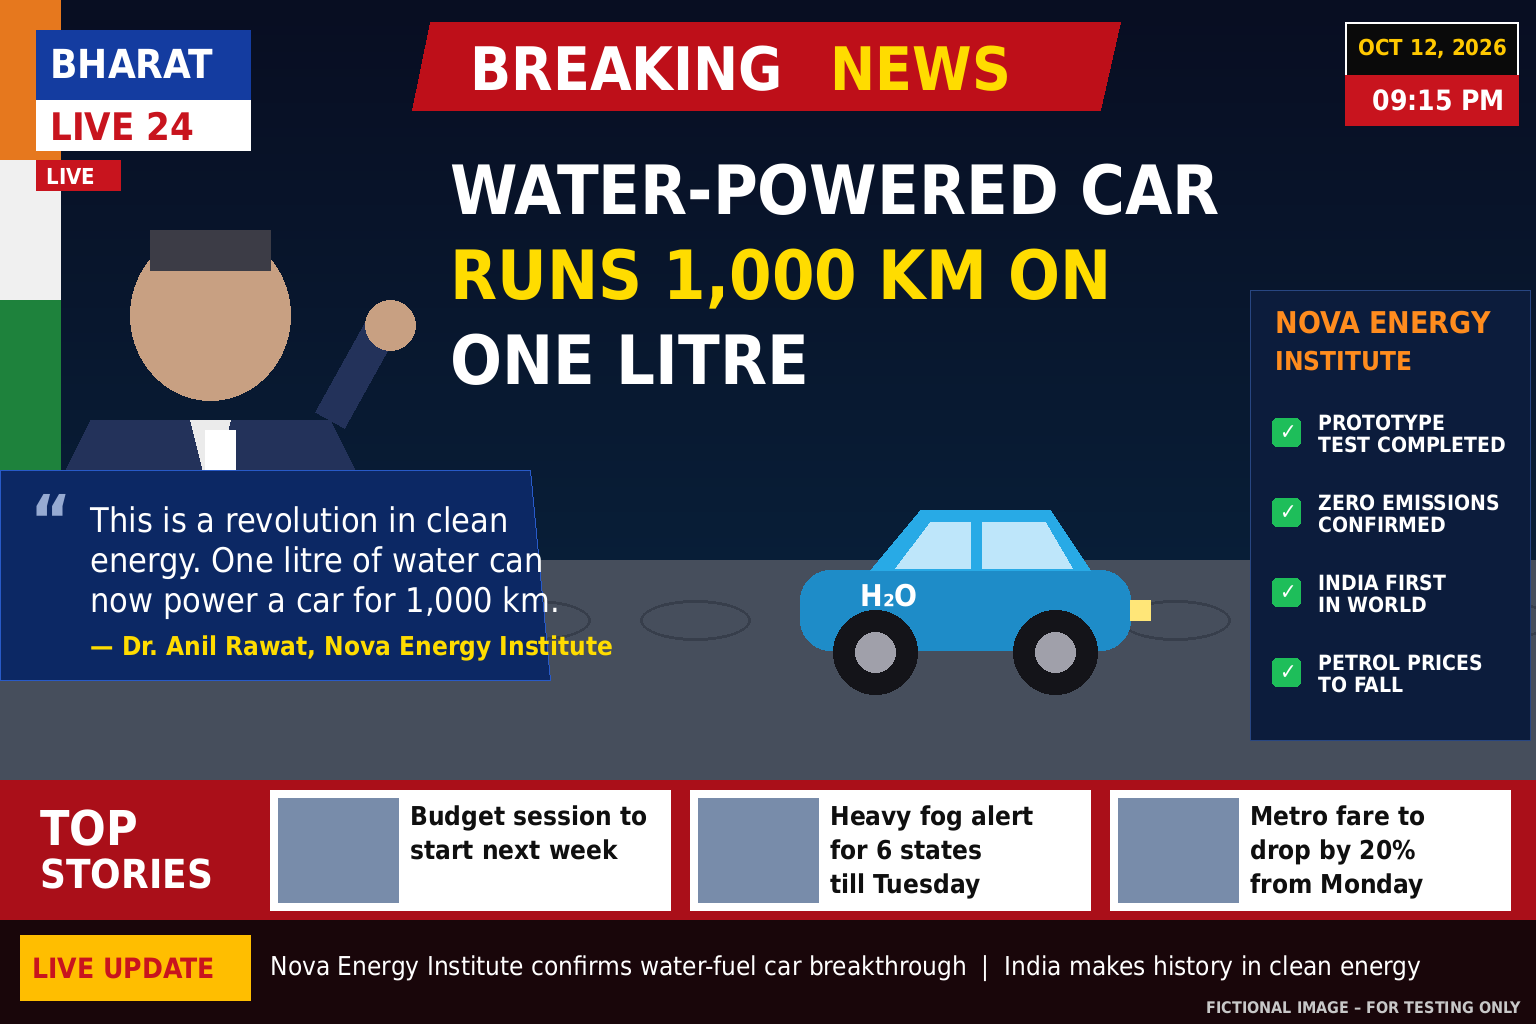 BHARAT
LIVE 24
LIVE
BREAKING NEWS
OCT 12, 2026
09:15 PM
WATER-POWERED CAR
RUNS 1,000 KM ON
ONE LITRE
NOVA ENERGY
INSTITUTE
✓ PROTOTYPE
TEST COMPLETED
✓ ZERO EMISSIONS
CONFIRMED
✓ INDIA FIRST
IN WORLD
✓ PETROL PRICES
TO FALL
“ This is a revolution in clean
energy. One litre of water can
now power a car for 1,000 km.
— Dr. Anil Rawat, Nova Energy Institute
H₂O
TOP
STORIES
Budget session to
start next week
Heavy fog alert
for 6 states
till Tuesday
Metro fare to
drop by 20%
from Monday
LIVE UPDATE
Nova Energy Institute confirms water-fuel car breakthrough | India makes history in clean energy
FICTIONAL IMAGE – FOR TESTING ONLY